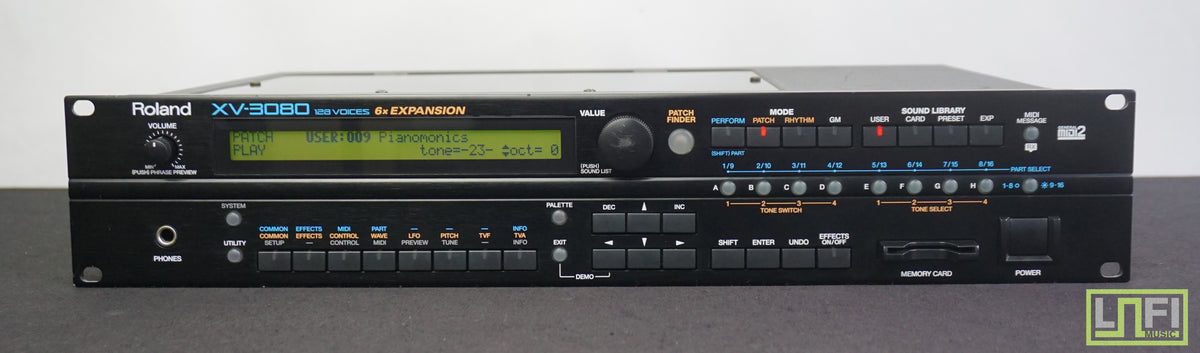 Roland XV-3080 128 VOICES 6x EXPANSION
VOLUME
MIN MAX
(PUSH) PHRASE PREVIEW
PATCH USER:009 Pianomonics
PLAY tone=-23- oct= 0
VALUE
(PUSH)
SOUND LIST
PATCH
FINDER
MODE
PERFORM PATCH RHYTHM GM
(SHIFT) PART
SOUND LIBRARY
USER CARD PRESET EXP
MIDI
MESSAGE
GENERAL
MIDI2
1/9 2/10 3/11 4/12 5/13 6/14 7/15 8/16 PART SELECT
A B C D E F G H 1-8 9-16
1 2 3 4 1 2 3 4
TONE SWITCH TONE SELECT
PHONES
SYSTEM
UTILITY
COMMON EFFECTS MIDI PART — — — INFO
COMMON EFFECTS CONTROL WAVE LFO PITCH TVF TVA
SETUP — CONTROL MIDI PREVIEW TUNE — INFO
PALETTE
EXIT
DEMO
DEC INC
SHIFT ENTER UNDO EFFECTS
ON/OFF
MEMORY CARD
POWER
LNFI
MUSIC